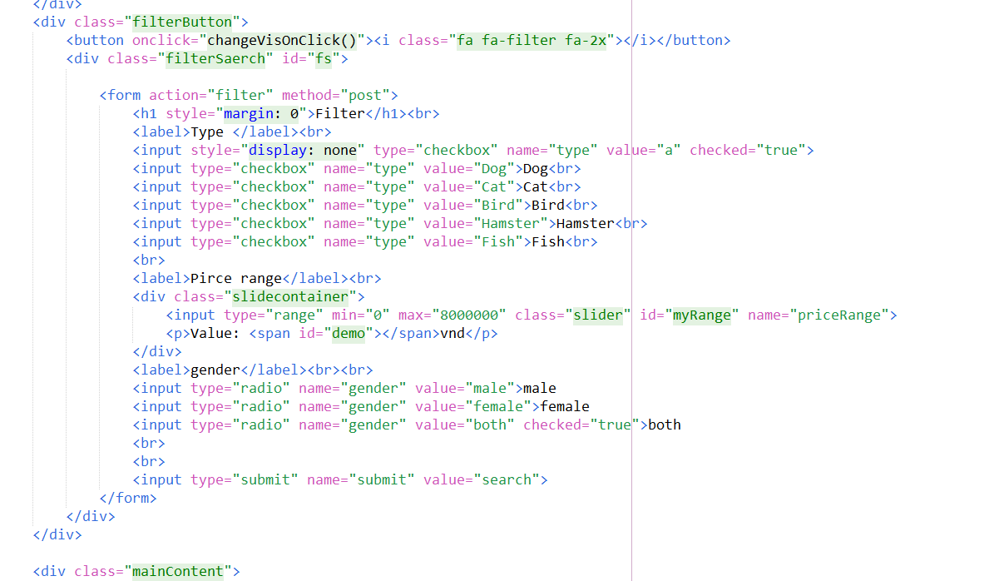 </div>
<div class="filterButton">
<button onclick="changeVisOnClick()"><i class="fa fa-filter fa-2x"></i></button>
<div class="filterSaerch" id="fs">
<form action="filter" method="post">
<h1 style="margin: 0">Filter</h1><br>
<label>Type </label><br>
<input style="display: none" type="checkbox" name="type" value="a" checked="true">
<input type="checkbox" name="type" value="Dog">Dog<br>
<input type="checkbox" name="type" value="Cat">Cat<br>
<input type="checkbox" name="type" value="Bird">Bird<br>
<input type="checkbox" name="type" value="Hamster">Hamster<br>
<input type="checkbox" name="type" value="Fish">Fish<br>
<br>
<label>Pirce range</label><br>
<div class="slidecontainer">
<input type="range" min="0" max="8000000" class="slider" id="myRange" name="priceRange">
<p>Value: <span id="demo"></span>vnd</p>
</div>
<label>gender</label><br><br>
<input type="radio" name="gender" value="male">male
<input type="radio" name="gender" value="female">female
<input type="radio" name="gender" value="both" checked="true">both
<br>
<br>
<input type="submit" name="submit" value="search">
</form>
</div>
</div>
<div class="mainContent">